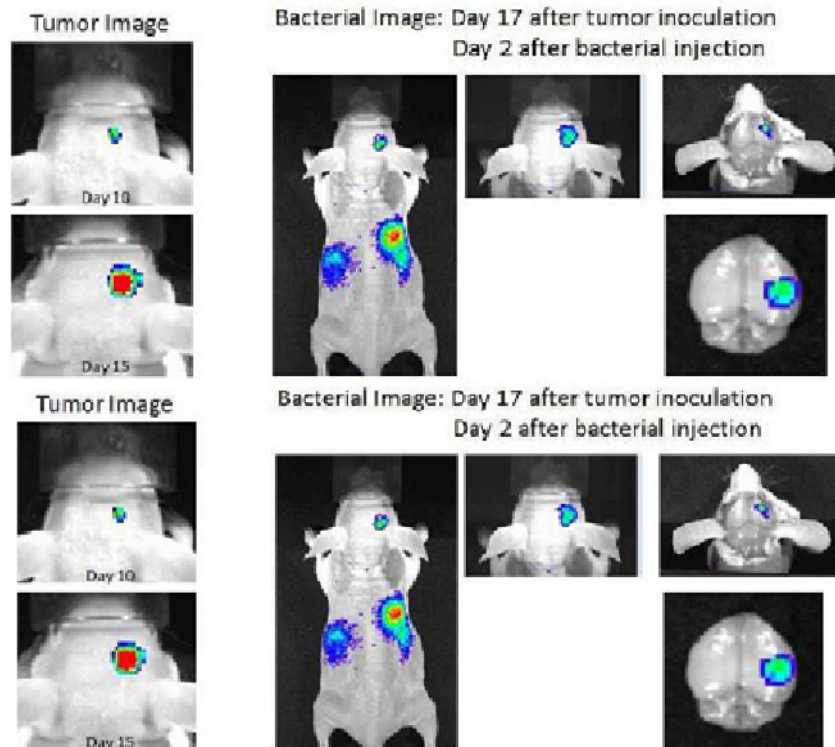 Tumor Image
Bacterial Image: Day 17 after tumor inoculation
Day 2 after bacterial injection
Day 10
Day 15
Tumor Image
Bacterial Image: Day 17 after tumor inoculation
Day 2 after bacterial injection
Day 10
Day 15